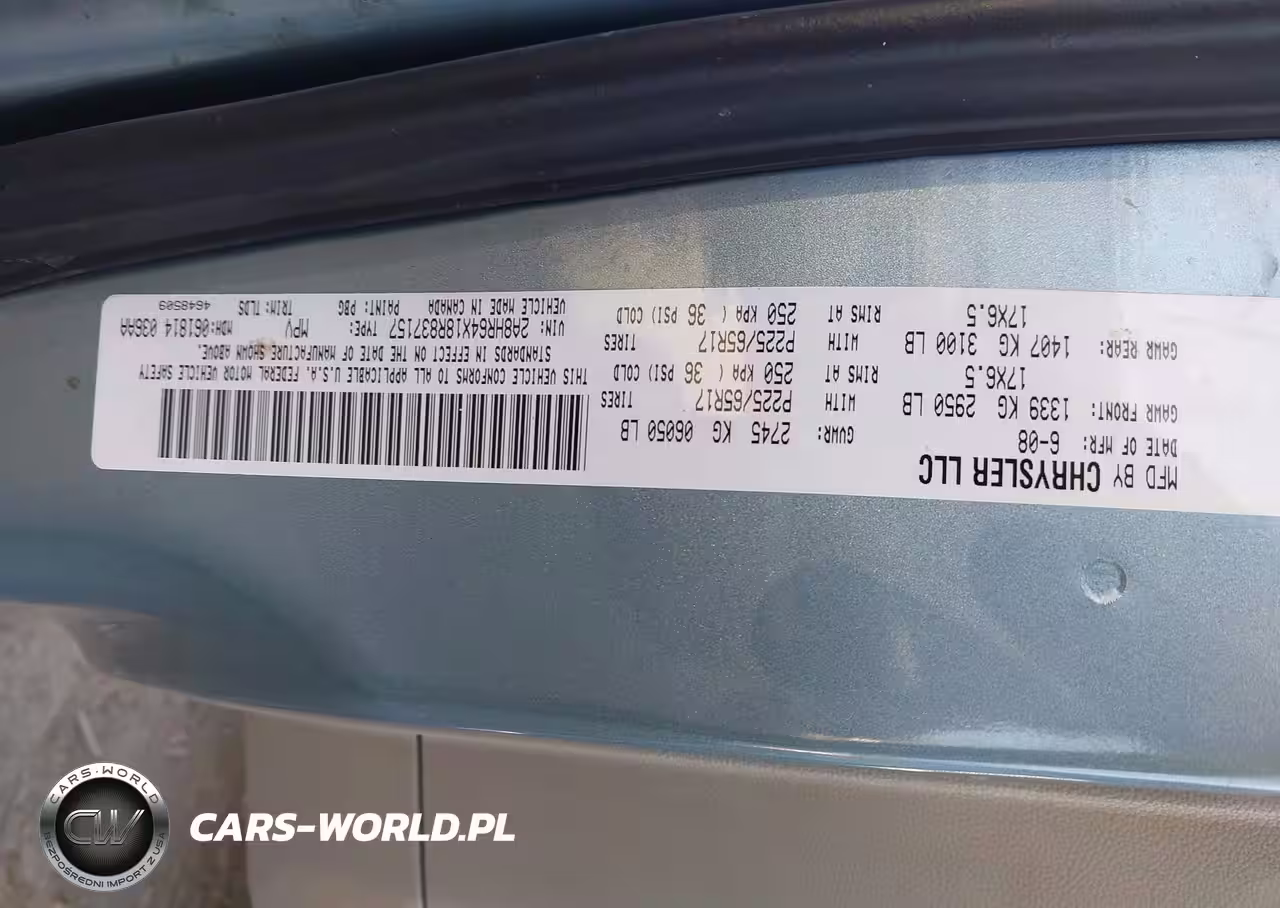 MFD BY CHRYSLER LLC
DATE OF MFR: 6-08 GVWR: 2745 KG 06050 LB
GAWR FRONT: 1339 KG 2950 LB WITH P225/65R17 TIRES
17X6.5 RIMS AT 250 KPA ( 36 PSI) COLD
GAWR REAR: 1407 KG 3100 LB WITH P225/65R17 TIRES
17X6.5 RIMS AT 250 KPA ( 36 PSI) COLD
THIS VEHICLE CONFORMS TO ALL APPLICABLE U.S.A. FEDERAL MOTOR VEHICLE SAFETY
STANDARDS IN EFFECT ON THE DATE OF MANUFACTURE SHOWN ABOVE.
VIN: 2A8HR64X18R837157 TYPE: MPV MDH:061814 036AA
VEHICLE MADE IN CANADA PAINT: PBG TRIM: 4648509
CARS-WORLD
CW
BEZPOŚREDNI IMPORT Z USA
CARS-WORLD.PL